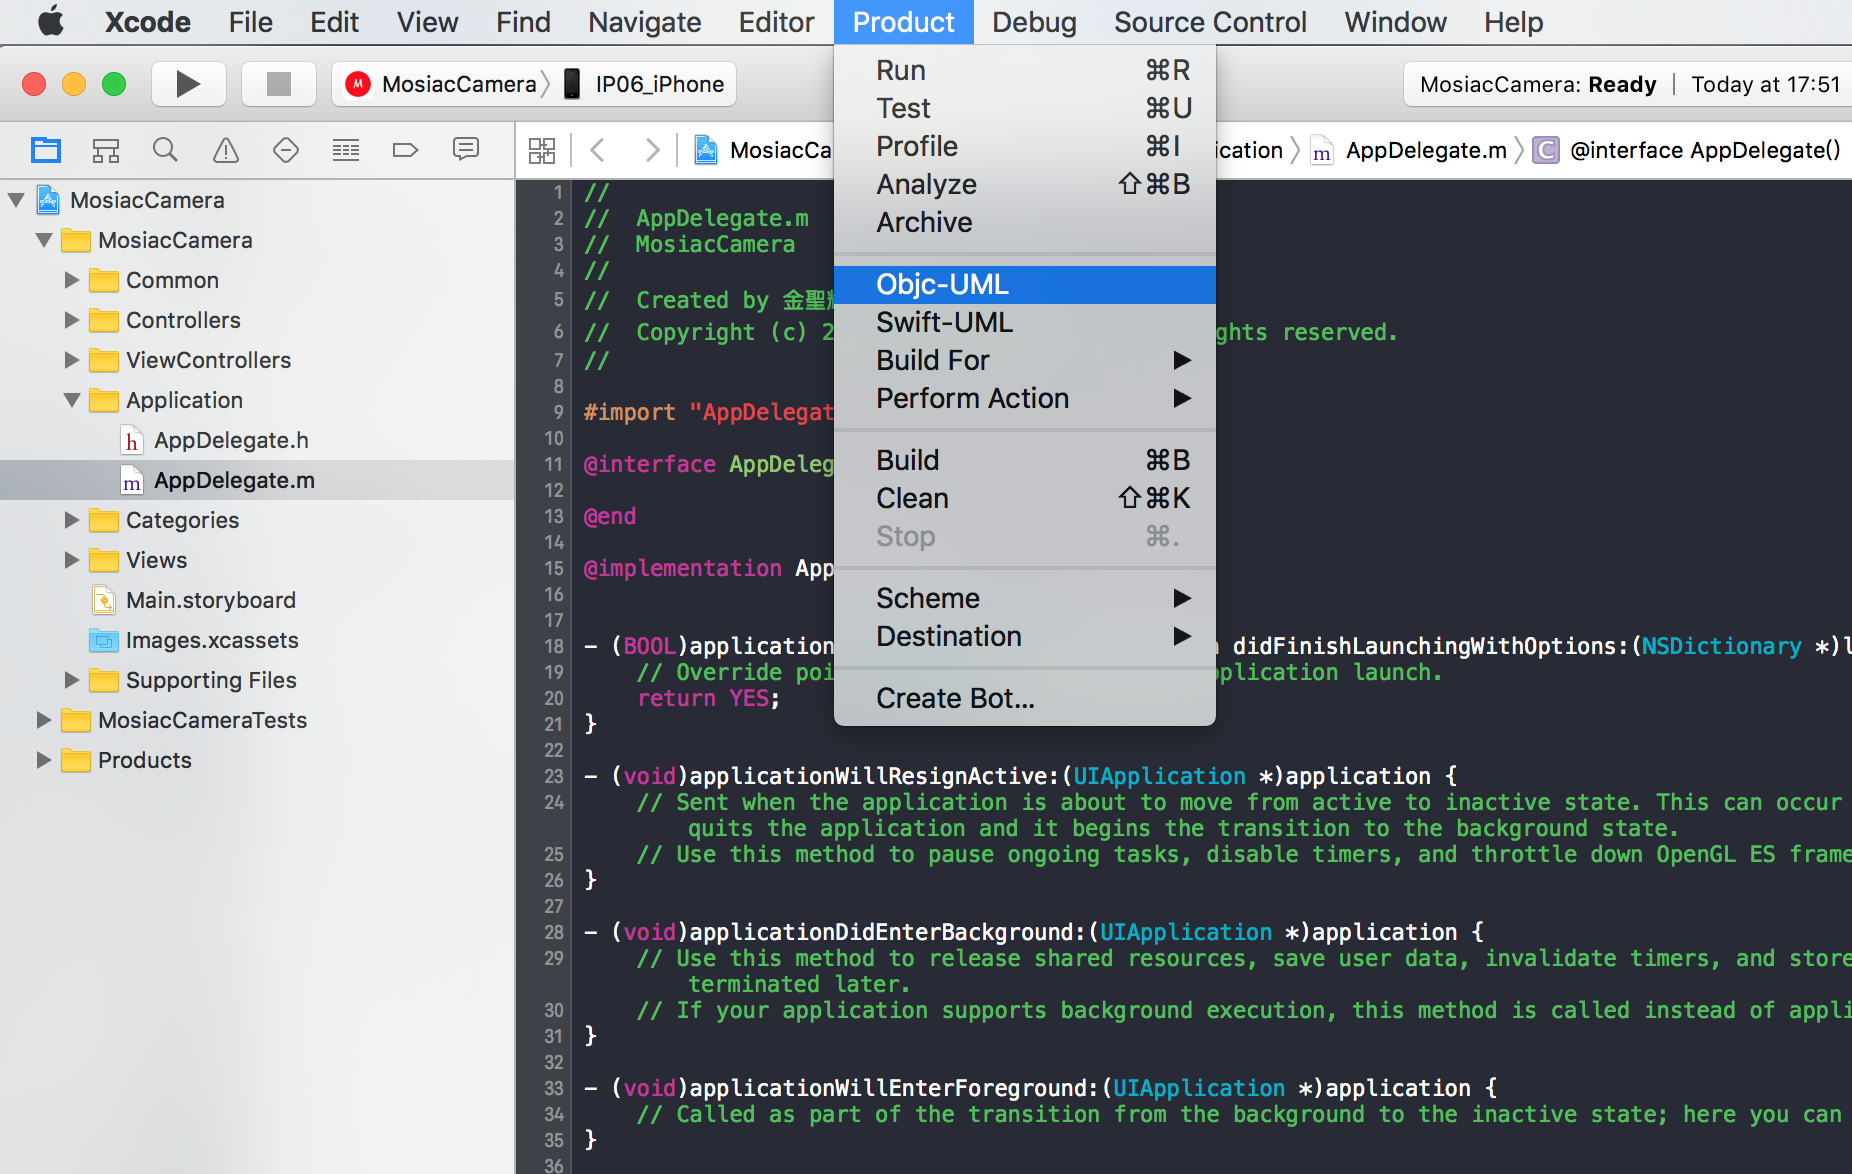 Xcode File Edit View Find Navigate Editor Product Debug Source Control Window Help
MosiacCamera IP06_iPhone
MosiacCamera: Ready | Today at 17:51
MosiacCa
ication AppDelegate.m C @interface AppDelegate()
MosiacCamera
MosiacCamera
Common
Controllers
ViewControllers
Application
h AppDelegate.h
m AppDelegate.m
Categories
Views
Main.storyboard
Images.xcassets
Supporting Files
MosiacCameraTests
Products
Run ⌘R
Test ⌘U
Profile ⌘I
Analyze ⇧⌘B
Archive
Objc-UML
Swift-UML
Build For ▶
Perform Action ▶
Build ⌘B
Clean ⇧⌘K
Stop ⌘.
Scheme ▶
Destination ▶
Create Bot...
1 //
2 // AppDelegate.m
3 // MosiacCamera
4 //
5 // Created by 金聖
6 // Copyright (c) 2 ghts reserved.
7 //
8
9 #import "AppDelegat
10
11 @interface AppDeleg
12
13 @end
14
15 @implementation App
16
17
18 - (BOOL)application didFinishLaunchingWithOptions:(NSDictionary *)l
19 // Override poi plication launch.
20 return YES;
21 }
22
23 - (void)applicationWillResignActive:(UIApplication *)application {
24 // Sent when the application is about to move from active to inactive state. This can occur
quits the application and it begins the transition to the background state.
25 // Use this method to pause ongoing tasks, disable timers, and throttle down OpenGL ES frame
26 }
27
28 - (void)applicationDidEnterBackground:(UIApplication *)application {
29 // Use this method to release shared resources, save user data, invalidate timers, and store
terminated later.
30 // If your application supports background execution, this method is called instead of appli
31 }
32
33 - (void)applicationWillEnterForeground:(UIApplication *)application {
34 // Called as part of the transition from the background to the inactive state; here you can
35 }
36